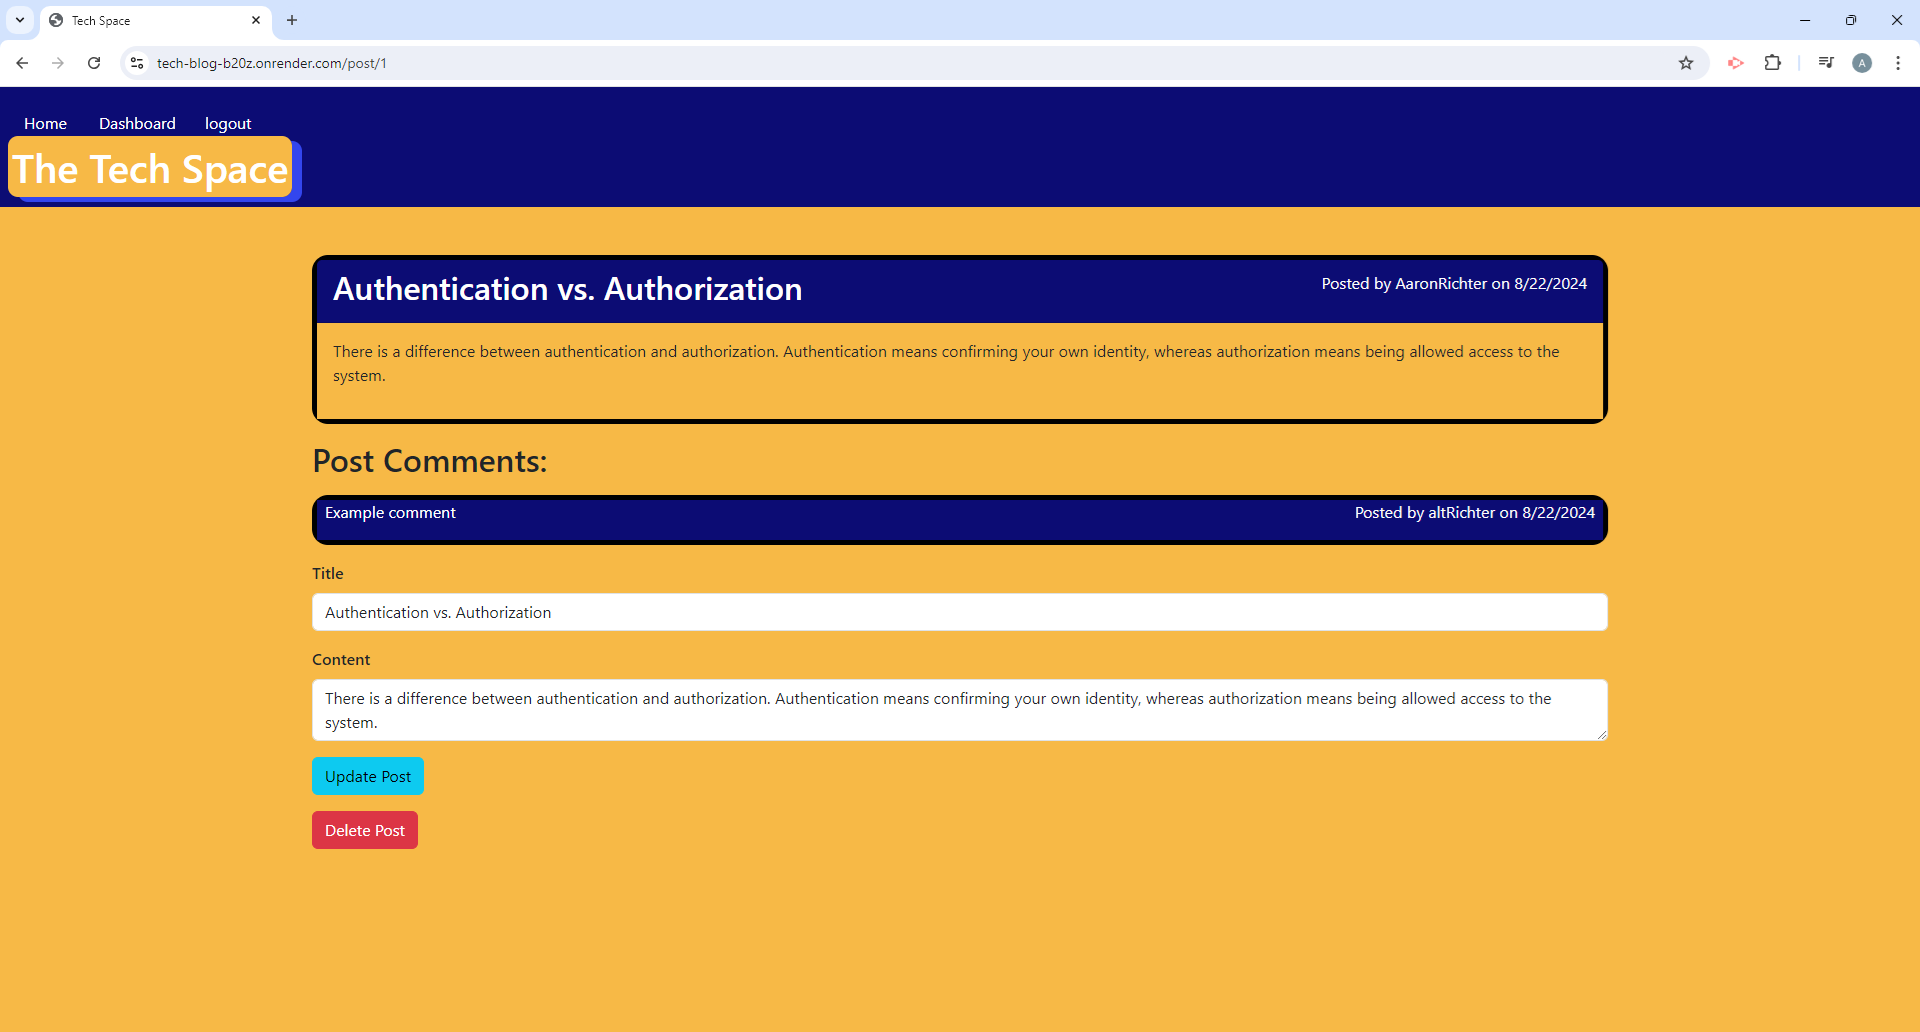 Tech Space
tech-blog-b20z.onrender.com/post/1
A
Home Dashboard logout
The Tech Space
Authentication vs. Authorization
Posted by AaronRichter on 8/22/2024
There is a difference between authentication and authorization. Authentication means confirming your own identity, whereas authorization means being allowed access to the
system.
Post Comments:
Example comment
Posted by altRichter on 8/22/2024
Title
Authentication vs. Authorization
Content
There is a difference between authentication and authorization. Authentication means confirming your own identity, whereas authorization means being allowed access to the
system.
Update Post
Delete Post